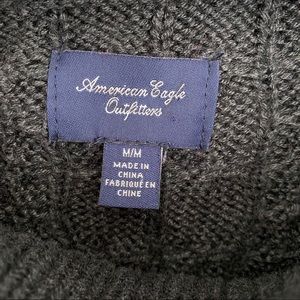 American Eagle
Outfitters
M/M
MADE IN
CHINA
FABRIQUÉ EN
CHINE